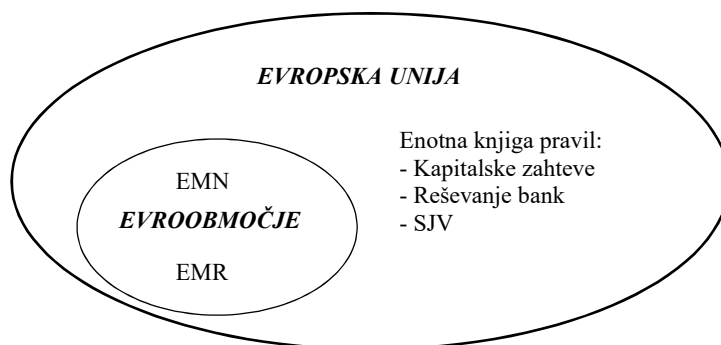 EVROPSKA UNIJA
Enotna knjiga pravil:
- Kapitalske zahteve
- Reševanje bank
- SJV
EMN
EVROOBMOČJE
EMR